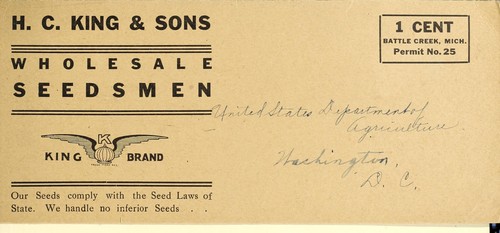 H. C. KING & SONS
WHOLESALE
SEEDSMEN
K
KING BRAND
Our Seeds comply with the Seed Laws of
State. We handle no inferior Seeds . .
1 CENT
BATTLE CREEK, MICH.
Permit No. 25
United States Department of
Agriculture.
Washington,
D. C.